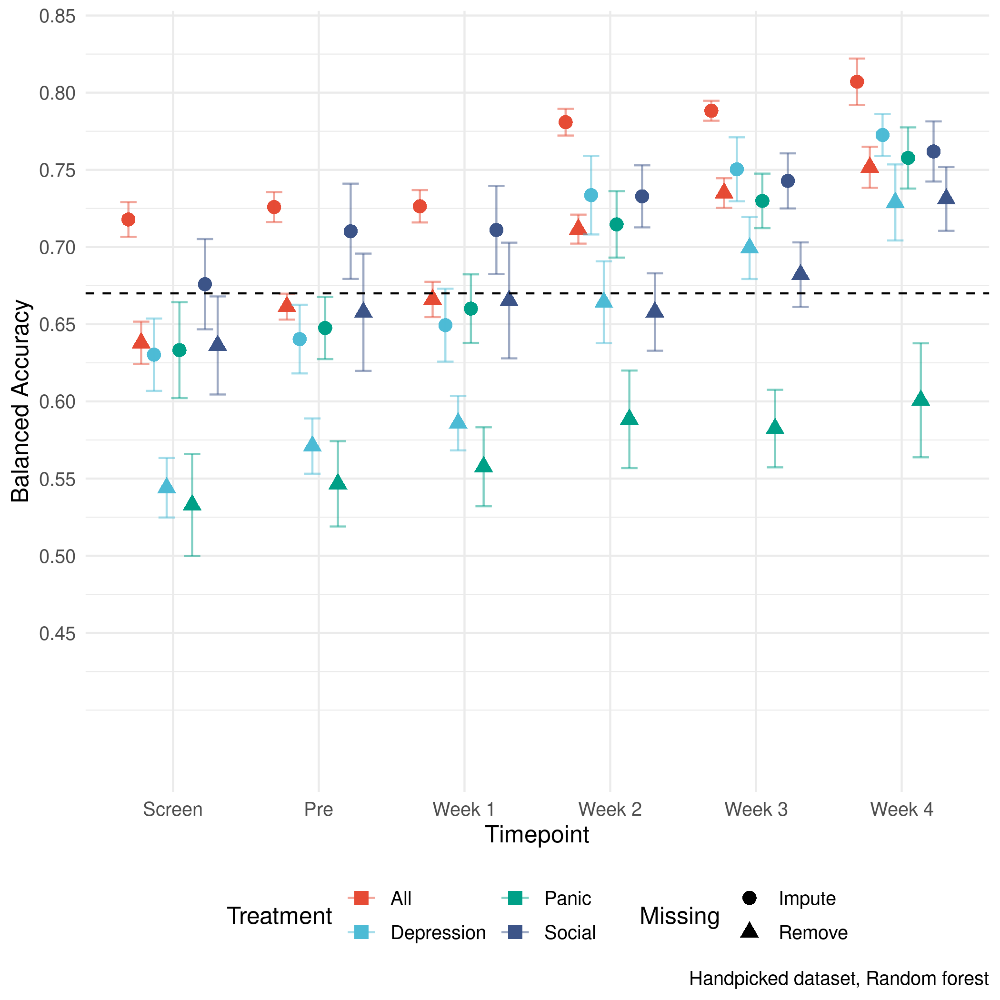 0.85
0.80
0.75
0.70
0.65
0.60
0.55
0.50
0.45
Balanced Accuracy
Screen Pre Week 1 Week 2 Week 3 Week 4
Timepoint
Treatment
All
Depression
Panic
Social
Missing
Impute
Remove
Handpicked dataset, Random forest